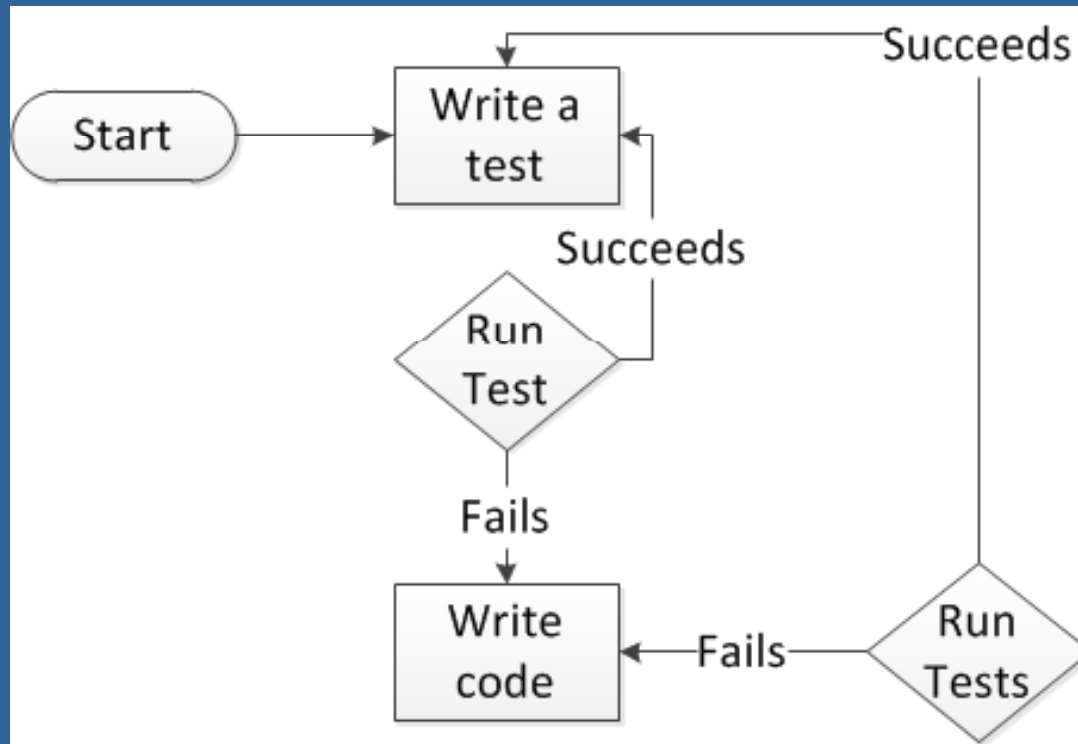 Succeeds
Start
Write a
test
Succeeds
Run
Test
Fails
Write
code
Fails
Run
Tests